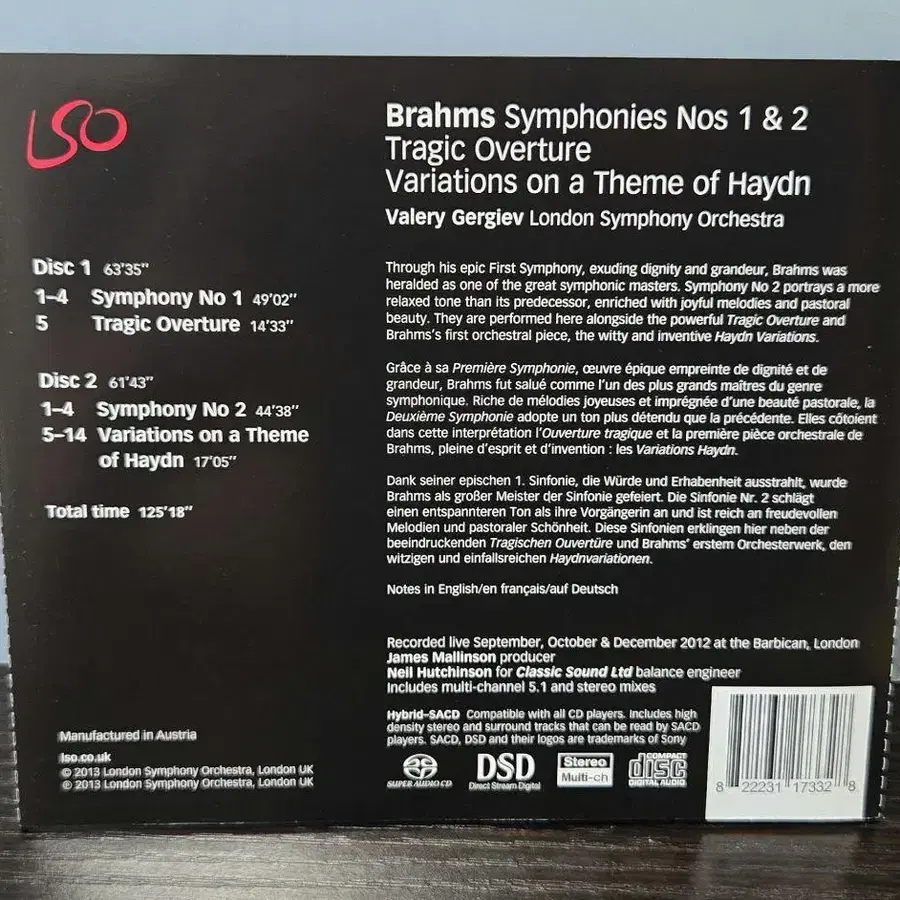 LSO
Brahms Symphonies Nos 1 & 2
Tragic Overture
Variations on a Theme of Haydn
Valery Gergiev London Symphony Orchestra
Disc 1 63'35"
1–4 Symphony No 1 49'02"
5 Tragic Overture 14'33"
Disc 2 61'43"
1–4 Symphony No 2 44'38"
5–14 Variations on a Theme
of Haydn 17'05"
Total time 125'18"
Through his epic First Symphony, exuding dignity and grandeur, Brahms was
heralded as one of the great symphonic masters. Symphony No 2 portrays a more
relaxed tone than its predecessor, enriched with joyful melodies and pastoral
beauty. They are performed here alongside the powerful Tragic Overture and
Brahms's first orchestral piece, the witty and inventive Haydn Variations.
Grâce à sa Première Symphonie, œuvre épique empreinte de dignité et de
grandeur, Brahms fut salué comme l'un des plus grands maîtres du genre
symphonique. Riche de mélodies joyeuses et imprégnée d'une beauté pastorale, la
Deuxième Symphonie adopte un ton plus détendu que la précédente. Elles côtoient
dans cette interprétation l'Ouverture tragique et la première pièce orchestrale de
Brahms, pleine d'esprit et d'invention : les Variations Haydn.
Dank seiner epischen 1. Sinfonie, die Würde und Erhabenheit ausstrahlt, wurde
Brahms als großer Meister der Sinfonie gefeiert. Die Sinfonie Nr. 2 schlägt
einen entspannteren Ton als ihre Vorgängerin an und ist reich an freudevollen
Melodien und pastoraler Schönheit. Diese Sinfonien erklingen hier neben der
beeindruckenden Tragischen Ouvertüre und Brahms' erstem Orchesterwerk, den
witzigen und einfallsreichen Haydnvariationen.
Notes in English/en français/auf Deutsch
Recorded live September, October & December 2012 at the Barbican, London
James Mallinson producer
Neil Hutchinson for Classic Sound Ltd balance engineer
Includes multi-channel 5.1 and stereo mixes
Hybrid–SACD Compatible with all CD players. Includes high
density stereo and surround tracks that can be read by SACD
players. SACD, DSD and their logos are trademarks of Sony
SUPER AUDIO CD
DSD
Direct Stream Digital
Stereo
Multi-ch
COMPACT
disc
DIGITAL AUDIO
8 22231 17332 8
Manufactured in Austria
lso.co.uk
© 2013 London Symphony Orchestra, London UK
℗ 2013 London Symphony Orchestra, London UK